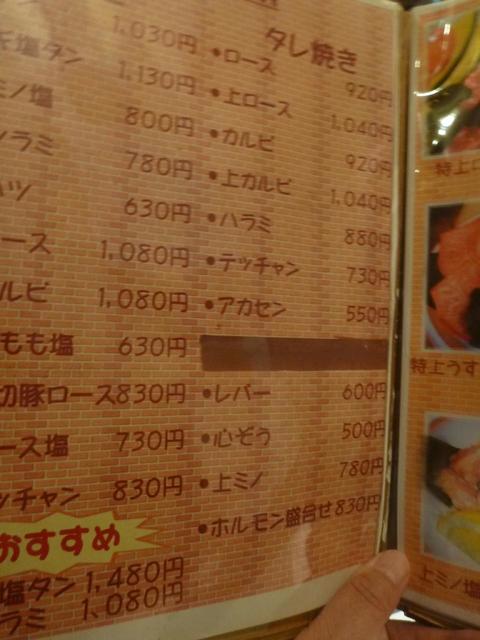 1,030円
ギ塩タン 1,130円
ミノ塩 800円
ハラミ 780円
ハツ 630円
ロース 1,080円
ルビ 1,080円
もも塩 630円
切豚ロース 830円
ース塩 730円
ッチャン 830円
おすすめ
塩タン 1,480円
ラミ 1,080円
タレ焼き
•ロース 920円
•上ロース 1,040円
•カルビ 920円
•上カルビ 1,040円
•ハラミ 880円
•テッチャン 730円
•アカセン 550円
•レバー 600円
•心ぞう 500円
•上ミノ 780円
•ホルモン盛合せ 830円
特上ロ
特上うす
上ミノ塩